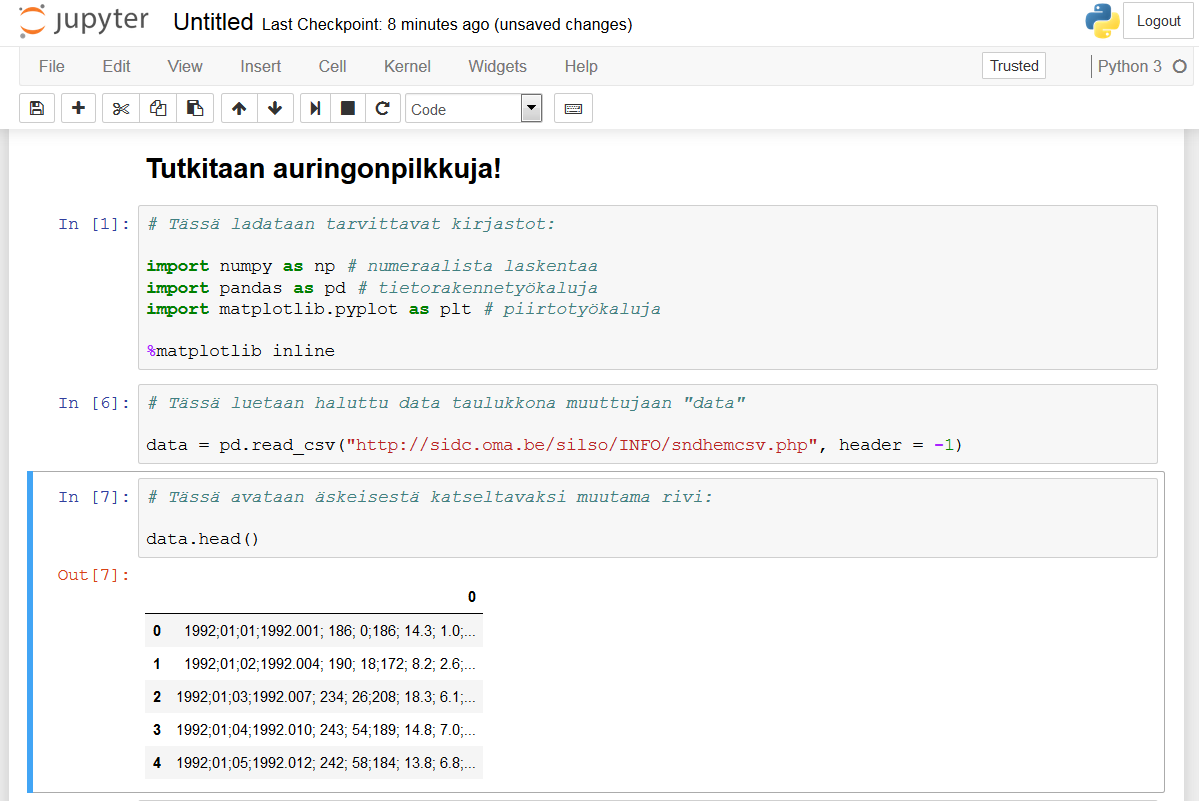 jupyter Untitled Last Checkpoint: 8 minutes ago (unsaved changes) Logout
File Edit View Insert Cell Kernel Widgets Help Trusted Python 3
Code
Tutkitaan auringonpilkkuja!
In [1]: # Tässä ladataan tarvittavat kirjastot:
import numpy as np # numeraalista laskentaa
import pandas as pd # tietorakennetyökaluja
import matplotlib.pyplot as plt # piirtotyökaluja
%matplotlib inline
In [6]: # Tässä luetaan haluttu data taulukkona muuttujaan "data"
data = pd.read_csv("http://sidc.oma.be/silso/INFO/sndhemcsv.php", header = -1)
In [7]: # Tässä avataan äskeisestä katseltavaksi muutama rivi:
data.head()
Out[7]:
0
0 1992;01;01;1992.001; 186; 0;186; 14.3; 1.0;...
1 1992;01;02;1992.004; 190; 18;172; 8.2; 2.6;...
2 1992;01;03;1992.007; 234; 26;208; 18.3; 6.1;...
3 1992;01;04;1992.010; 243; 54;189; 14.8; 7.0;...
4 1992;01;05;1992.012; 242; 58;184; 13.8; 6.8;...